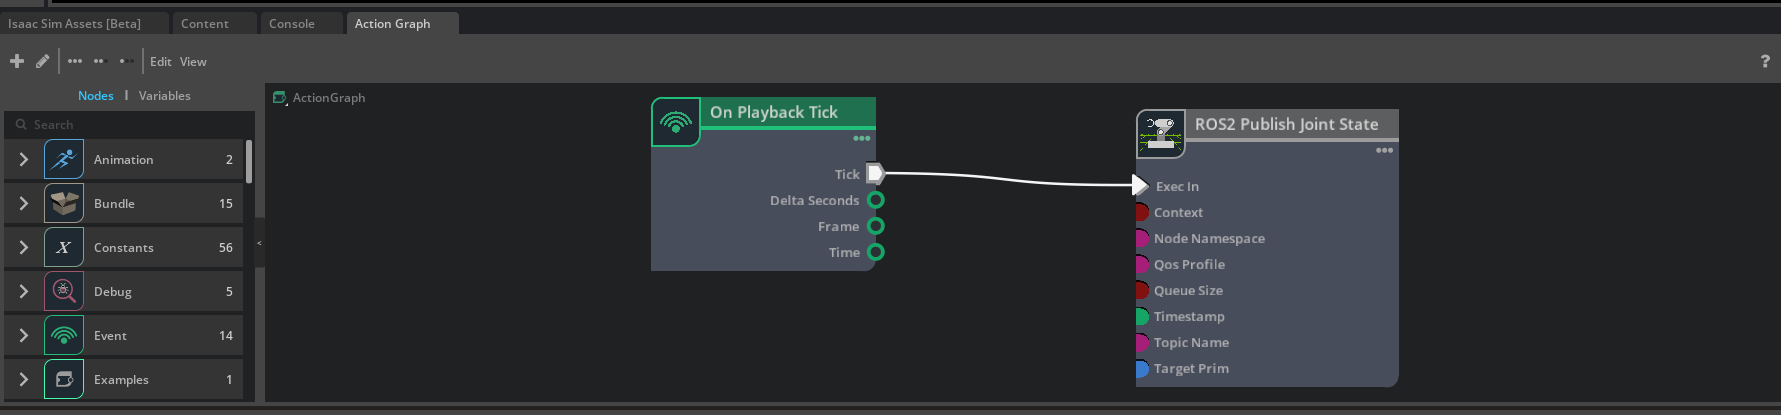 Isaac Sim Assets [Beta]
Content
Console
Action Graph
Edit View
?
Nodes | Variables
Search
Animation 2
Bundle 15
X Constants 56
Debug 5
Event 14
Examples 1
<
ActionGraph
On Playback Tick
Tick
Delta Seconds
Frame
Time
ROS2 Publish Joint State
Exec In
Context
Node Namespace
Qos Profile
Queue Size
Timestamp
Topic Name
Target Prim